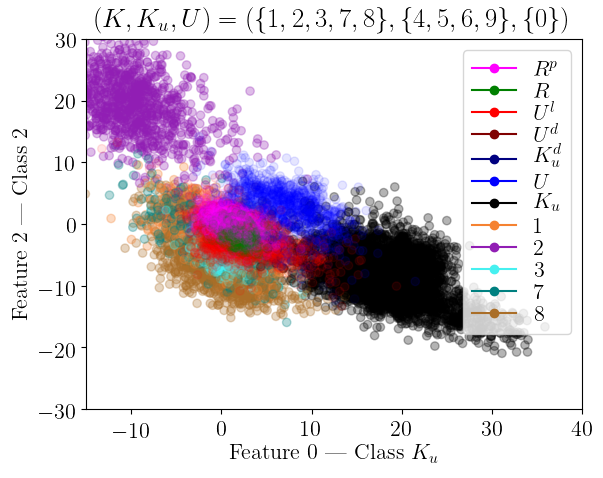 (K, K_u, U) = ({1, 2, 3, 7, 8}, {4, 5, 6, 9}, {0})
30
20
10
0
−10
−20
−30
−10
0
10
20
30
40
Feature 2 — Class 2
Feature 0 — Class K_u
R^p
R
U^l
U^d
K_u^d
U
K_u
1
2
3
7
8